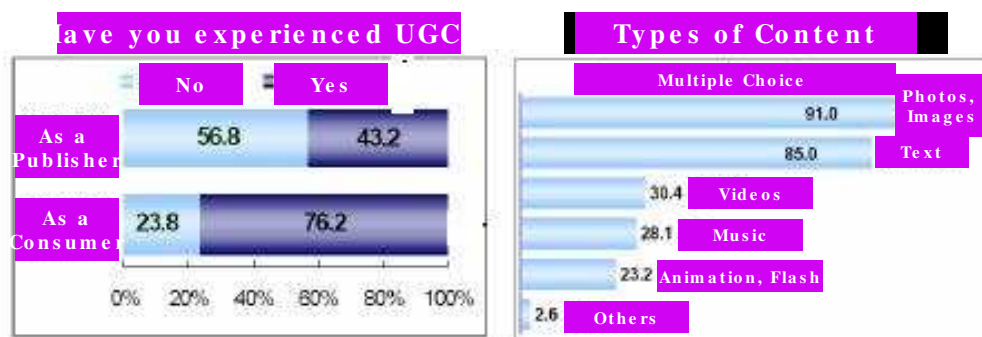 Have you experienced UGC
No Yes
As a
Publisher
56.8 43.2
As a
Consumer
23.8 76.2
0% 20% 40% 60% 80% 100%
Types of Content
Multiple Choice
91.0
Photos,
Images
85.0 Text
30.4 Videos
28.1 Music
23.2 Animation, Flash
2.6 Others